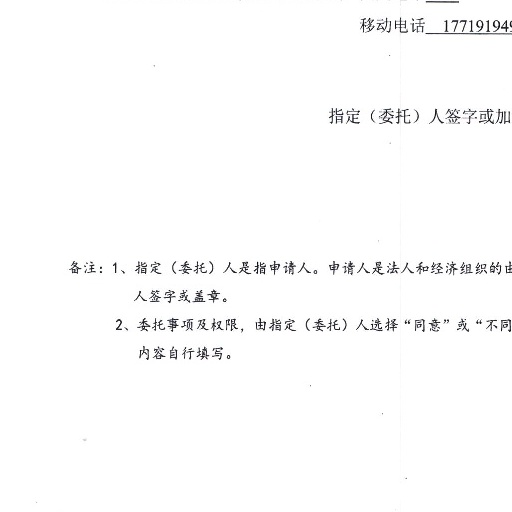 移动电话 17719194
指定（委托）人签字或加
备注：1、指定（委托）人是指申请人。申请人是法人和经济组织的由
人签字或盖章。
2、委托事项及权限，由指定（委托）人选择“同意”或“不同
内容自行填写。